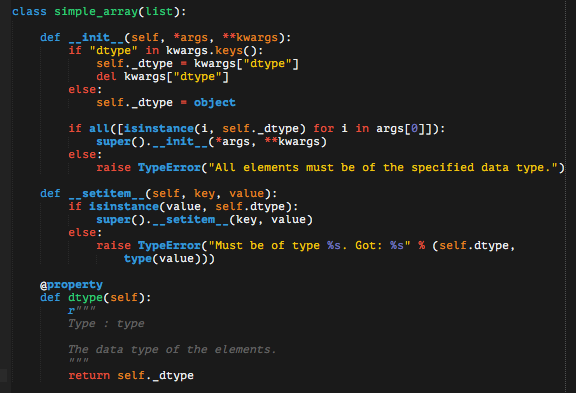 class simple_array(list):
def __init__(self, *args, **kwargs):
if "dtype" in kwargs.keys():
self._dtype = kwargs["dtype"]
del kwargs["dtype"]
else:
self._dtype = object
if all([isinstance(i, self._dtype) for i in args[0]]):
super().__init__(*args, **kwargs)
else:
raise TypeError("All elements must be of the specified data type.")
def __setitem__(self, key, value):
if isinstance(value, self.dtype):
super().__setitem__(key, value)
else:
raise TypeError("Must be of type %s. Got: %s" % (self.dtype,
type(value)))
@property
def dtype(self):
r"""
Type : type
The data type of the elements.
"""
return self._dtype